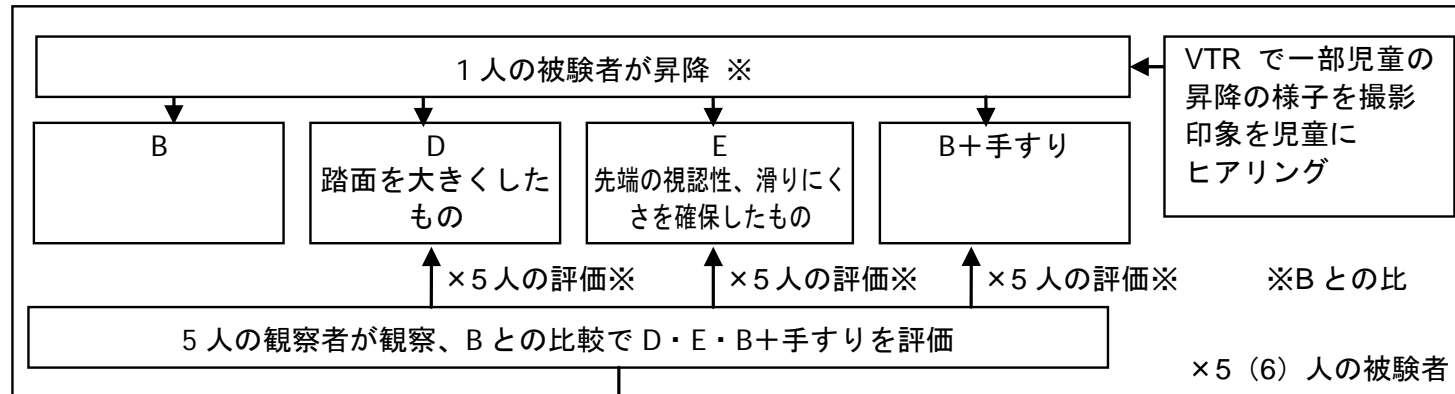 1人の被験者が昇降 ※
VTR で一部児童の
昇降の様子を撮影
印象を児童に
ヒアリング
B
D
踏面を大きくした
もの
E
先端の視認性、滑りにく
さを確保したもの
B+手すり
×5人の評価※
×5人の評価※
×5人の評価※
※B との比
5人の観察者が観察、B との比較で D・E・B+手すりを評価
×5(6)人の被験者